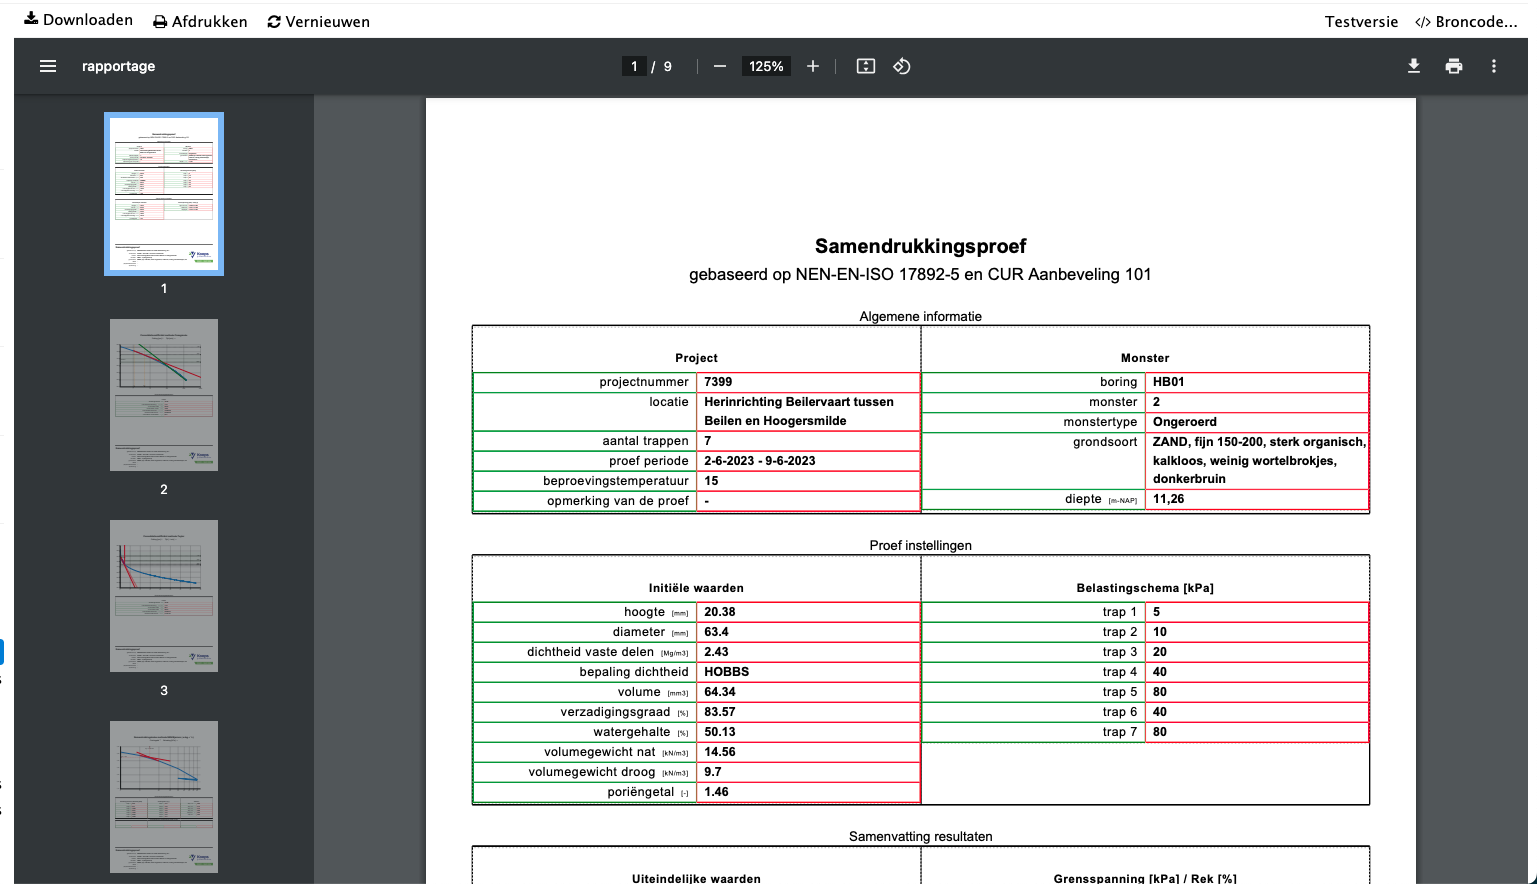 Downloaden Afdrukken Vernieuwen Testversie </> Broncode...
rapportage 1 / 9 125%
1
2
3
Samendrukkingsproef
gebaseerd op NEN-EN-ISO 17892-5 en CUR Aanbeveling 101
Algemene informatie
Project
projectnummer 7399
locatie Herinrichting Beilervaart tussen
Beilen en Hoogersmilde
aantal trappen 7
proef periode 2-6-2023 - 9-6-2023
beproevingstemperatuur 15
opmerking van de proef -
Monster
boring HB01
monster 2
monstertype Ongeroerd
grondsoort ZAND, fijn 150-200, sterk organisch,
kalkloos, weinig wortelbrokjes,
donkerbruin
diepte [m-NAP] 11,26
Proef instellingen
Initiële waarden
hoogte [mm] 20.38
diameter [mm] 63.4
dichtheid vaste delen [Mg/m3] 2.43
bepaling dichtheid HOBBS
volume [mm3] 64.34
verzadigingsgraad [%] 83.57
watergehalte [%] 50.13
volumegewicht nat [kN/m3] 14.56
volumegewicht droog [kN/m3] 9.7
poriëngetal [-] 1.46
Belastingschema [kPa]
trap 1 5
trap 2 10
trap 3 20
trap 4 40
trap 5 80
trap 6 40
trap 7 80
Samenvatting resultaten
Uiteindelijke waarden
Grensspanning [kPa] / Rek [%]